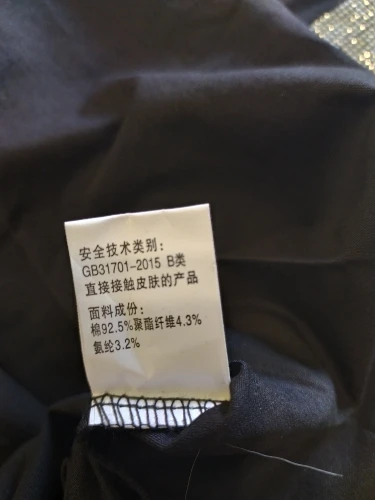 安全技术类别:
GB31701-2015 B类
直接接触皮肤的产品
面料成份:
棉92.5%聚酯纤维4.3%
氨纶3.2%